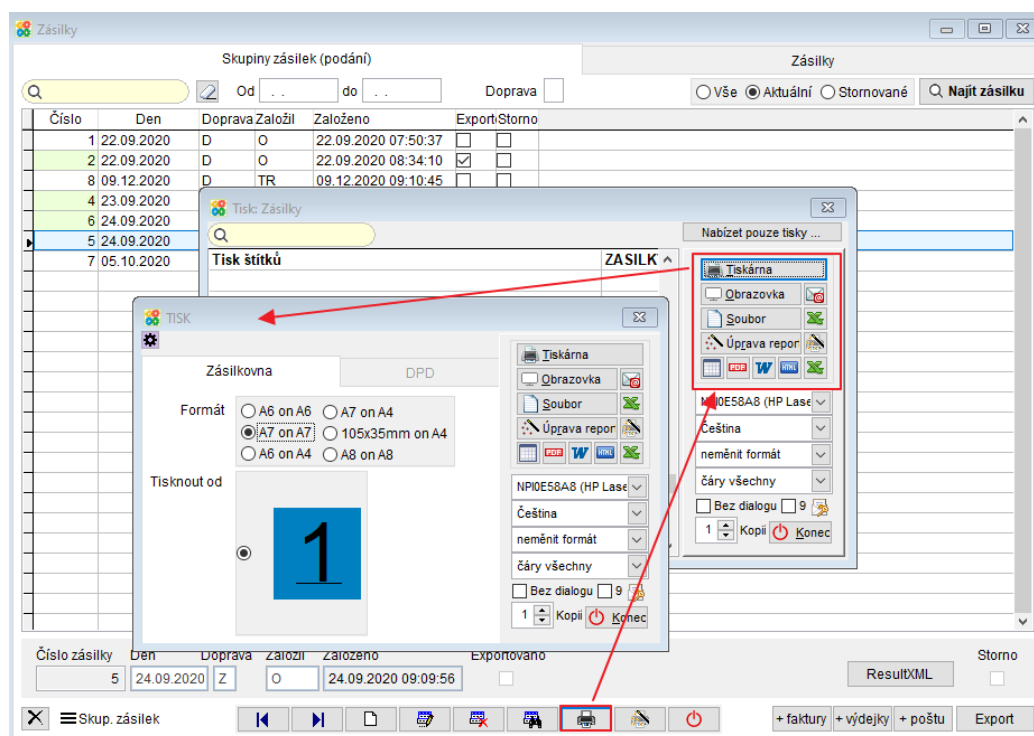 Zásilky
Skupiny zásilek (podání) Zásilky
Od . . do . . Doprava Vše Aktuální Stornované Najít zásilku
Číslo Den Doprava Založil Založeno Export Storno
1 22.09.2020 D O 22.09.2020 07:50:37
2 22.09.2020 D O 22.09.2020 08:34:10
8 09.12.2020 D TR 09.12.2020 09:10:45
4 23.09.2020
6 24.09.2020
5 24.09.2020
7 05.10.2020
Tisk: Zásilky
Nabízet pouze tisky ...
Tisk štítků ZASILK
Tiskárna
Obrazovka
Soubor
Úprava repor
PDF W HTML
(HP Lase
Čeština
neměnit formát
čáry všechny
Bez dialogu 9
1 Kopií Konec
TISK
Zásilkovna DPD
Formát A6 on A6 A7 on A4
A7 on A7 105x35mm on A4
A6 on A4 A8 on A8
Tisknout od
1
Tiskárna
Obrazovka
Soubor
Úprava repor
PDF W HTML
NPI0E58A8 (HP Lase
Čeština
neměnit formát
čáry všechny
Bez dialogu 9
1 Kopií Konec
Číslo zásilky Den Doprava Založil Založeno Exportováno Storno
5 24.09.2020 Z O 24.09.2020 09:09:56 ResultXML
Skup. zásilek + faktury + výdejky + poštu Export